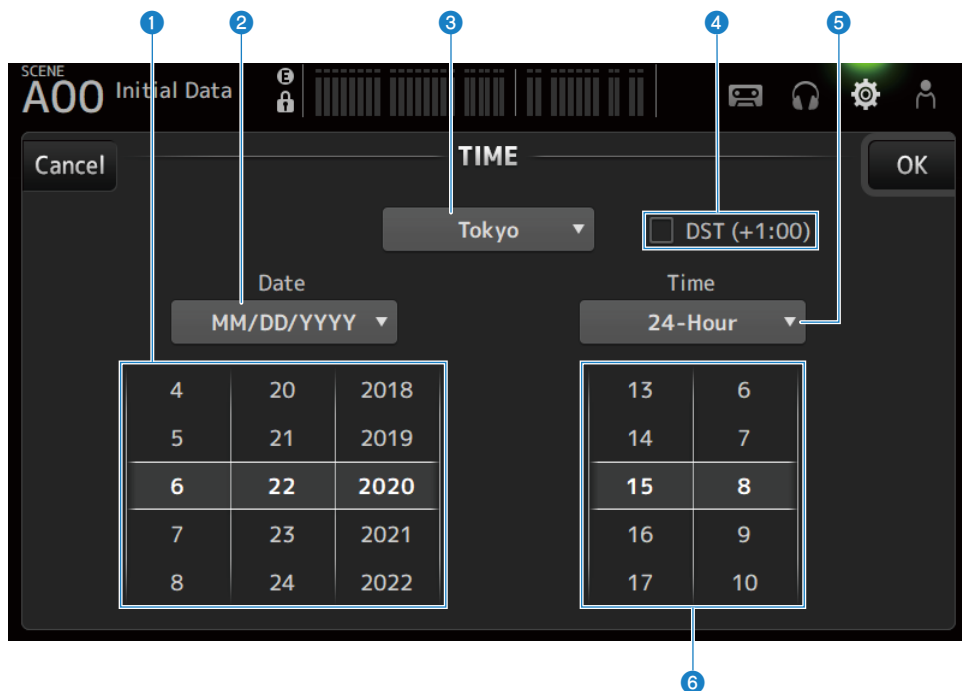 1 2 3 4 5
SCENE
A00 Initial Data E
Cancel TIME OK
Tokyo ▼ DST (+1:00)
Date Time
MM/DD/YYYY ▼ 24-Hour ▼
4 20 2018 13 6
5 21 2019 14 7
6 22 2020 15 8
7 23 2021 16 9
8 24 2022 17 10
6